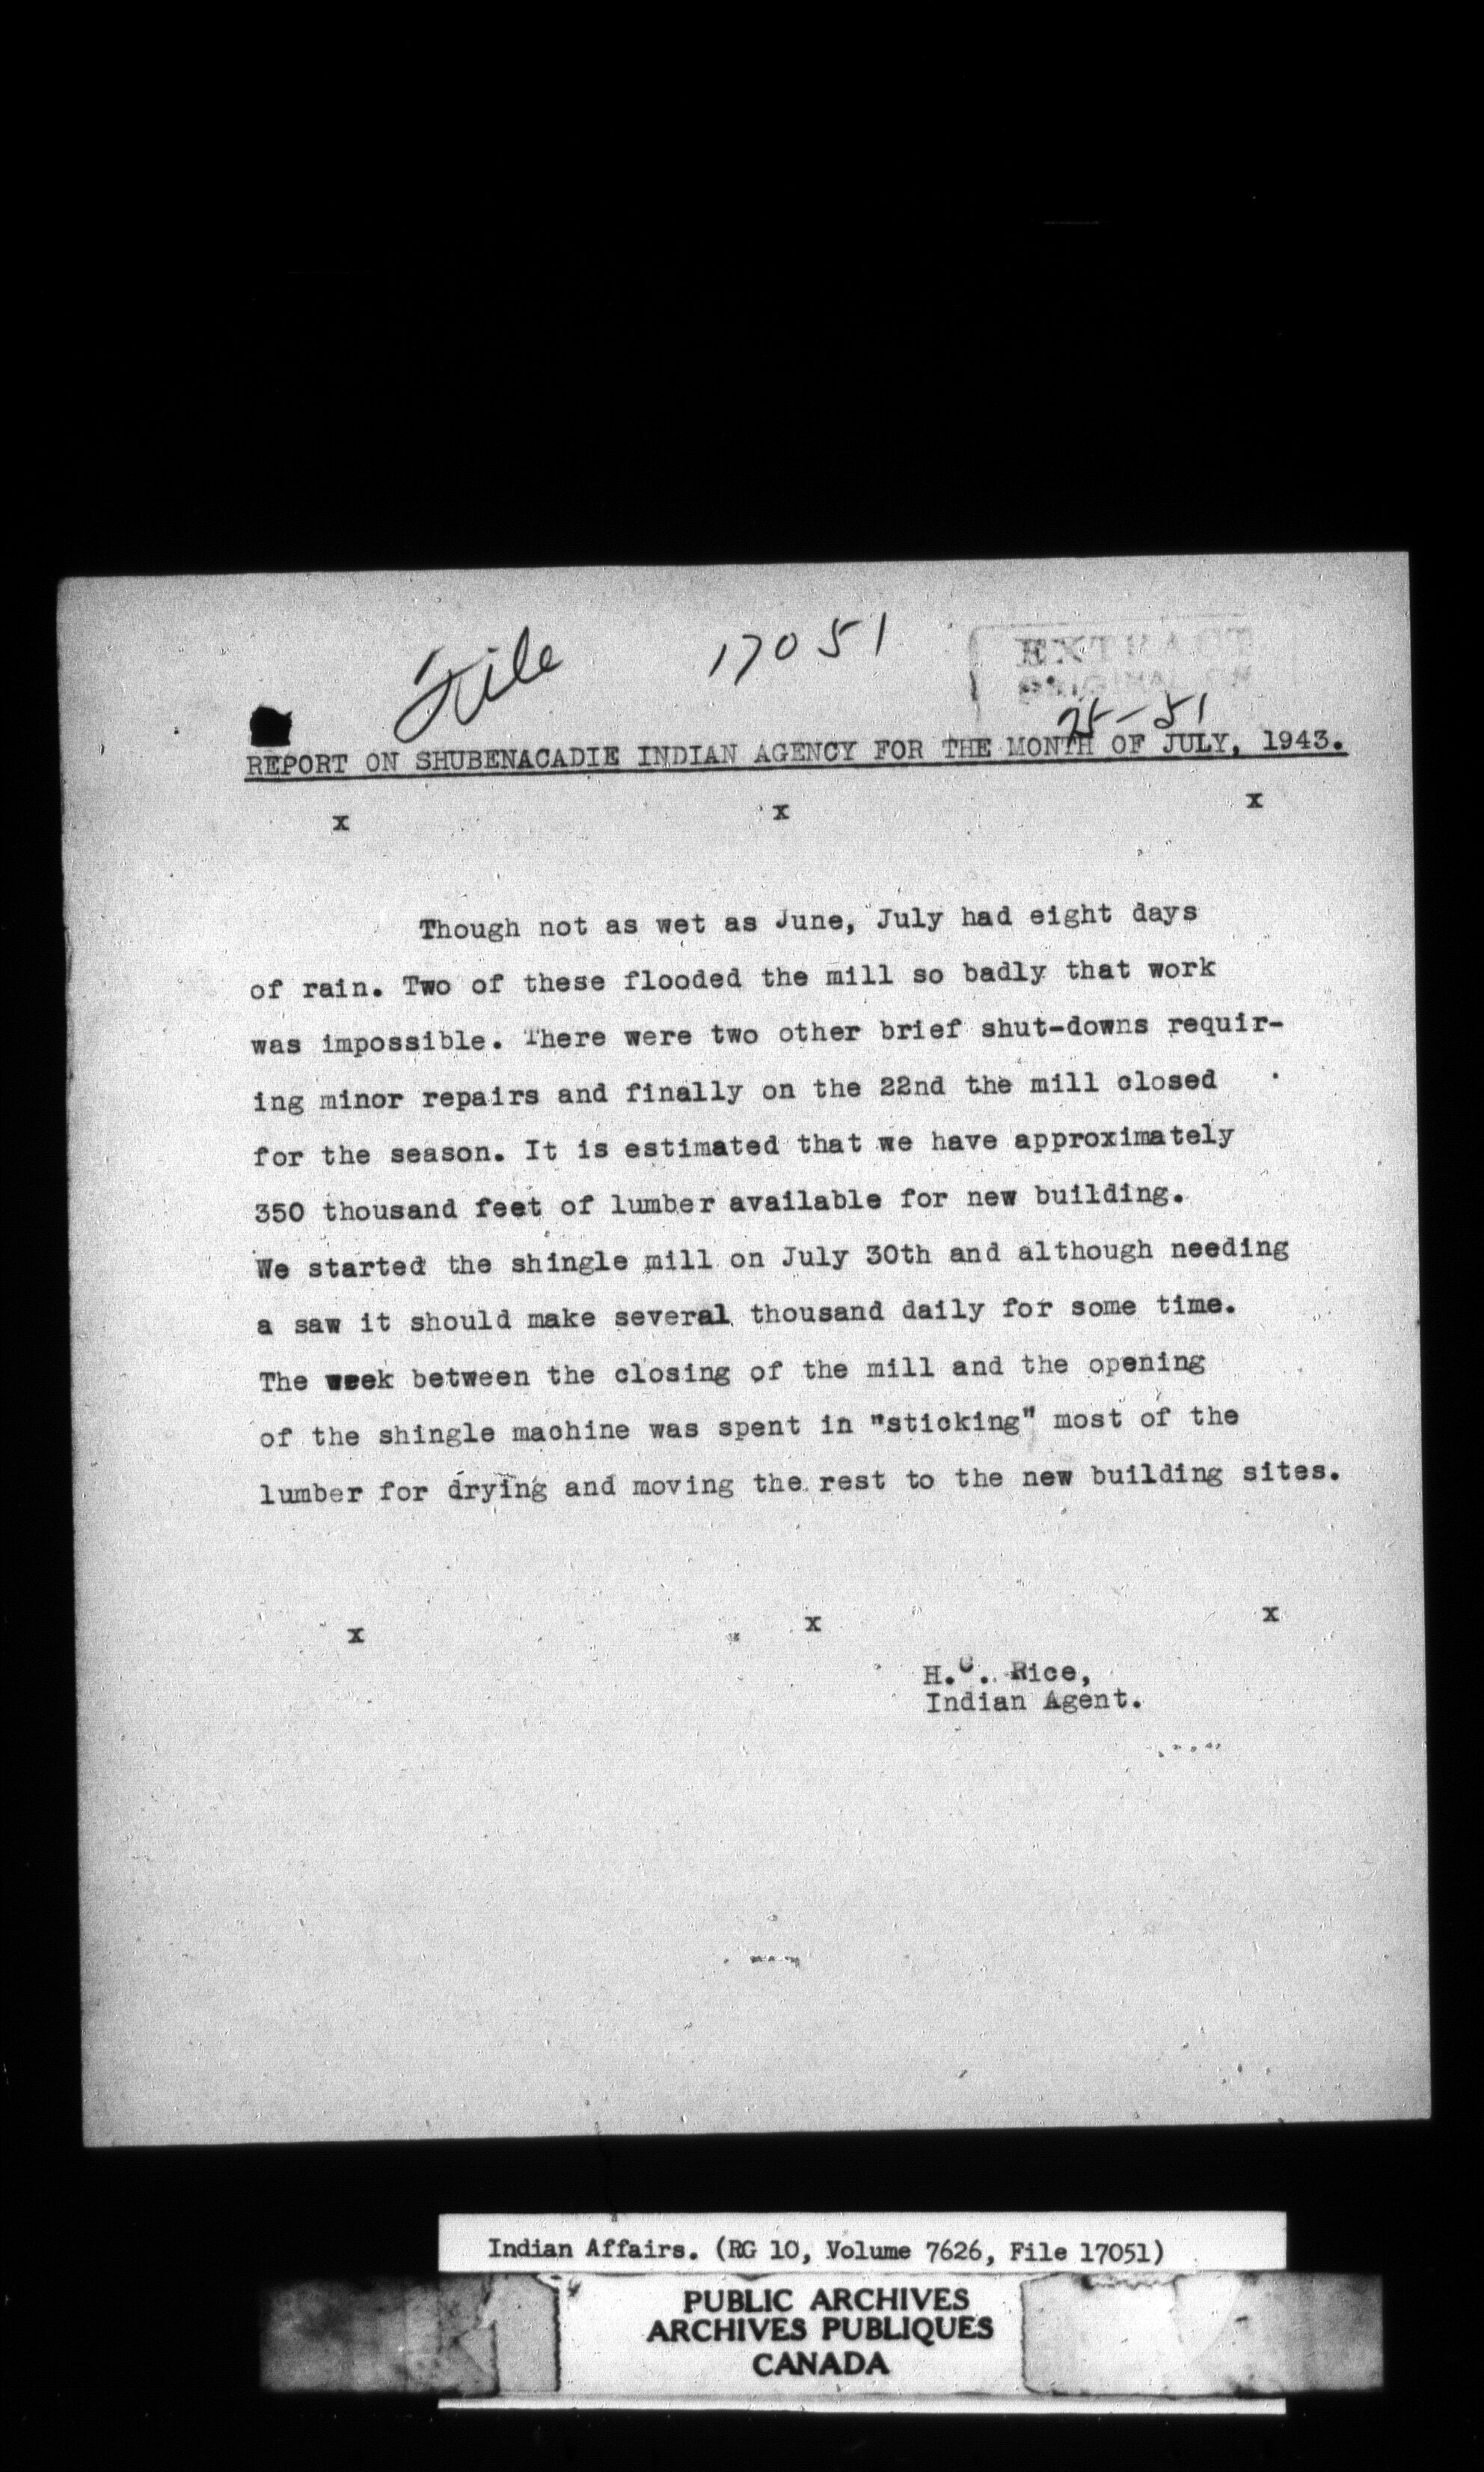 File 17051
EXTRACT
ORIGINAL ON
25-51
REPORT ON SHUBENACADIE INDIAN AGENCY FOR THE MONTH OF JULY, 1943.
x x x
Though not as wet as June, July had eight days
of rain. Two of these flooded the mill so badly that work
was impossible. There were two other brief shut-downs requir-
ing minor repairs and finally on the 22nd the mill closed
for the season. It is estimated that we have approximately
350 thousand feet of lumber available for new building.
We started the shingle mill on July 30th and although needing
a saw it should make several thousand daily for some time.
The week between the closing of the mill and the opening
of the shingle machine was spent in "sticking" most of the
lumber for drying and moving the rest to the new building sites.
x x x
H.C. Rice,
Indian Agent.
Indian Affairs. (RG 10, Volume 7626, File 17051)
PUBLIC ARCHIVES
ARCHIVES PUBLIQUES
CANADA